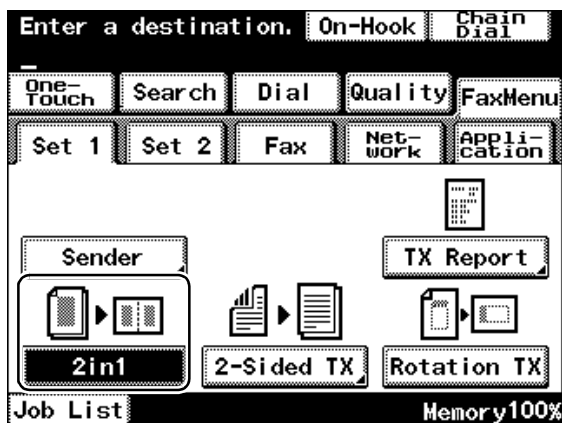 Enter a destination. On-Hook Chain Dial
One-Touch Search Dial Quality FaxMenu
Set 1 Set 2 Fax Net-work Appli-cation
Sender TX Report
2in1 2-Sided TX Rotation TX
Job List Memory100%